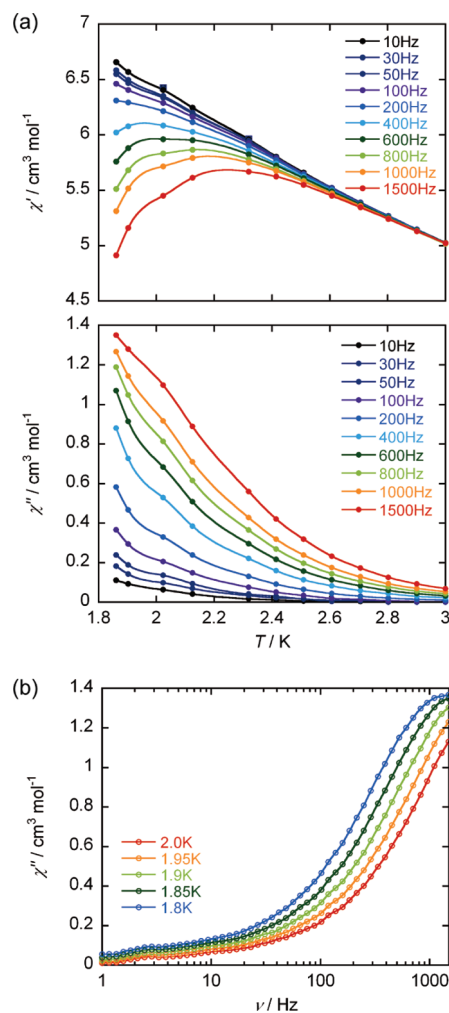 (a)
7
6.5
6
5.5
5
4.5
χ′ / cm³ mol⁻¹
10Hz
30Hz
50Hz
100Hz
200Hz
400Hz
600Hz
800Hz
1000Hz
1500Hz
1.4
1.2
1
0.8
0.6
0.4
0.2
0
χ″ / cm³ mol⁻¹
10Hz
30Hz
50Hz
100Hz
200Hz
400Hz
600Hz
800Hz
1000Hz
1500Hz
1.8 2 2.2 2.4 2.6 2.8 3
T / K
(b)
1.4
1.2
1
0.8
0.6
0.4
0.2
0
χ″ / cm³ mol⁻¹
2.0K
1.95K
1.9K
1.85K
1.8K
1 10 100 1000
ν / Hz